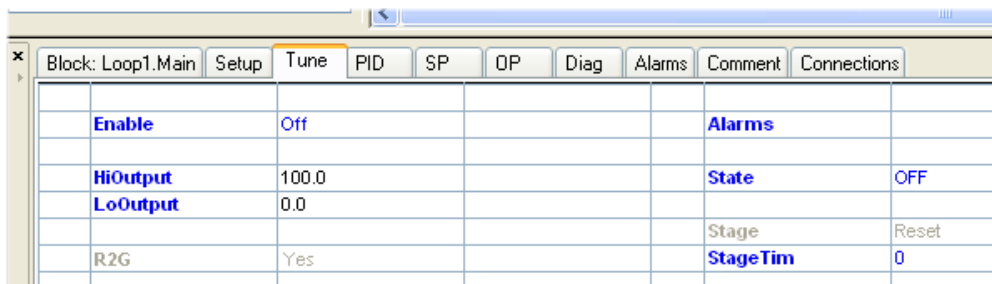 Block: Loop1.Main Setup Tune PID SP OP Diag Alarms Comment Connections
Enable Off Alarms
HiOutput 100.0 State OFF
LoOutput 0.0
Stage Reset
R2G Yes StageTim 0